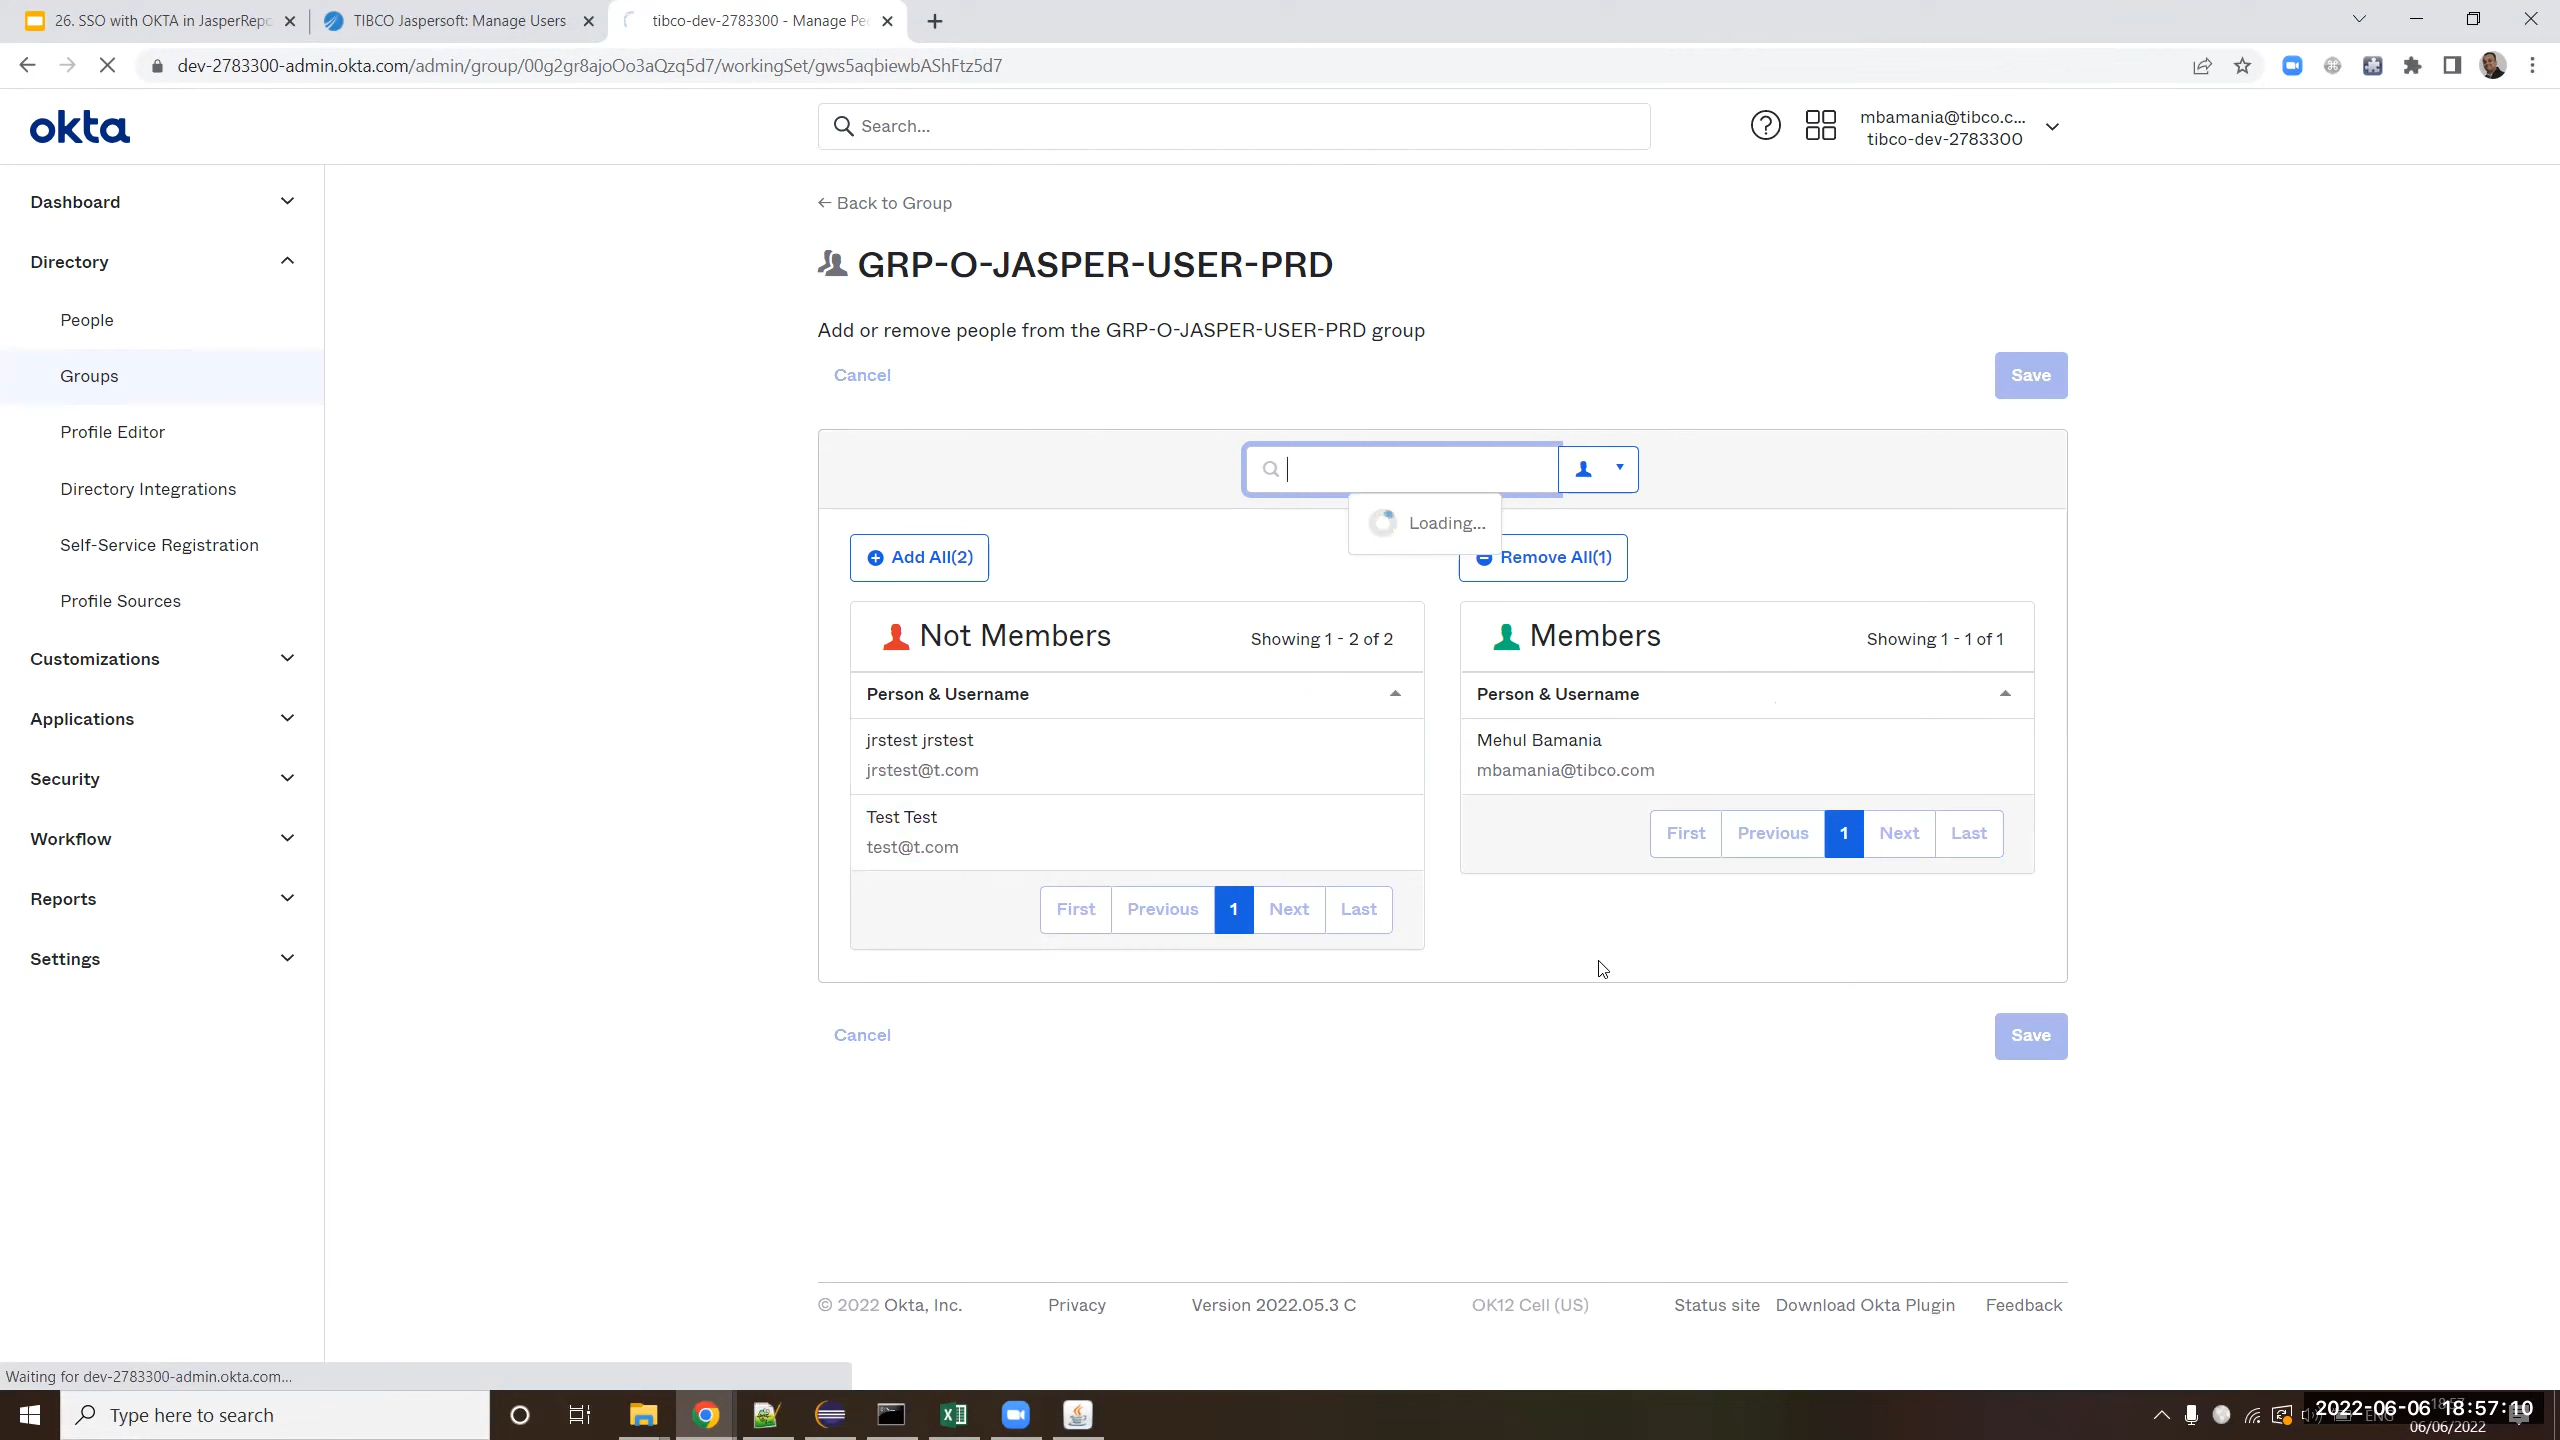 26. SSO with OKTA in JasperRepo
TIBCO Jaspersoft: Manage Users
tibco-dev-2783300 - Manage Pe
dev-2783300-admin.okta.com/admin/group/00g2gr8ajoOo3aQzq5d7/workingSet/gws5aqbiewbAShFtz5d7
okta
Search...
mbamania@tibco.c...
tibco-dev-2783300
Dashboard
Directory
People
Groups
Profile Editor
Directory Integrations
Self-Service Registration
Profile Sources
Customizations
Applications
Security
Workflow
Reports
Settings
← Back to Group
GRP-O-JASPER-USER-PRD
Add or remove people from the GRP-O-JASPER-USER-PRD group
Cancel
Save
Loading...
Add All(2)
Remove All(1)
Not Members
Showing 1 - 2 of 2
Person & Username
jrstest jrstest
jrstest@t.com
Test Test
test@t.com
First Previous 1 Next Last
Members
Showing 1 - 1 of 1
Person & Username
Mehul Bamania
mbamania@tibco.com
First Previous 1 Next Last
Cancel
Save
© 2022 Okta, Inc.
Privacy
Version 2022.05.3 C
OK12 Cell (US)
Status site
Download Okta Plugin
Feedback
Waiting for dev-2783300-admin.okta.com...
Type here to search
ENG
2022-06-06 18:57:10
18:57
06/06/2022